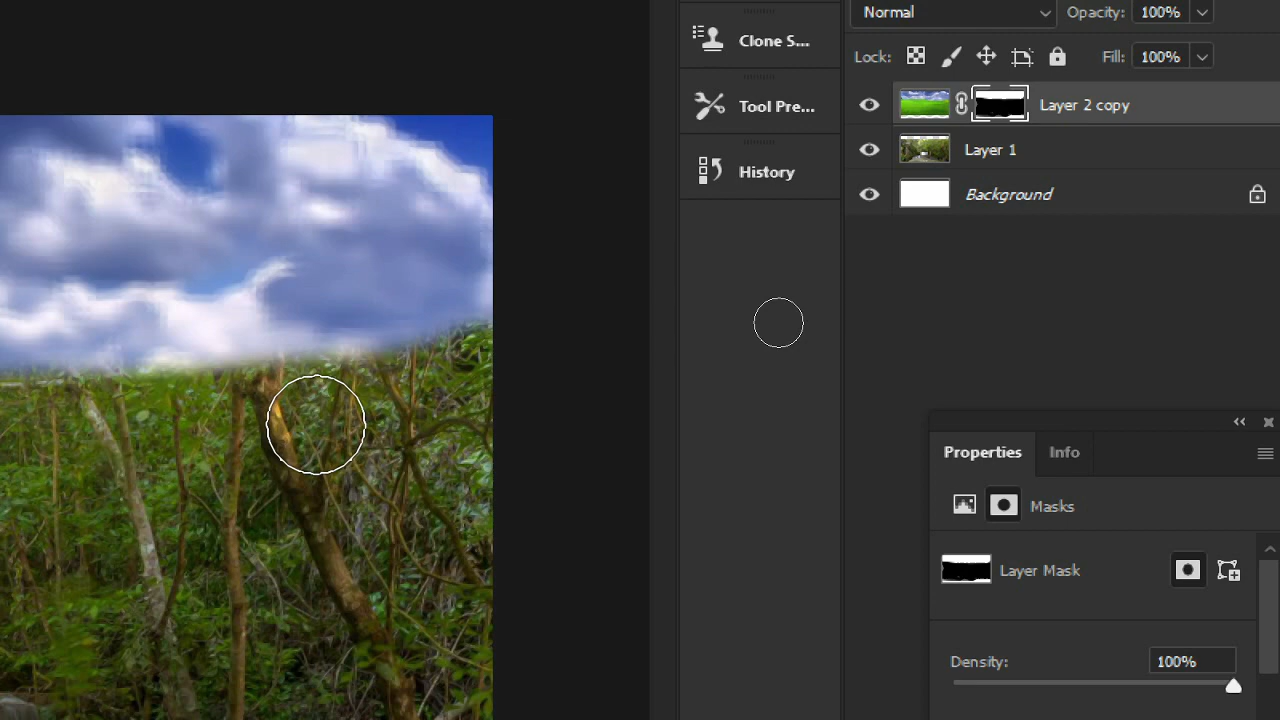 Clone S...
Tool Pre...
History
Normal
Opacity: 100%
Lock:
Fill: 100%
Layer 2 copy
Layer 1
Background
Properties
Info
Masks
Layer Mask
Density: 100%